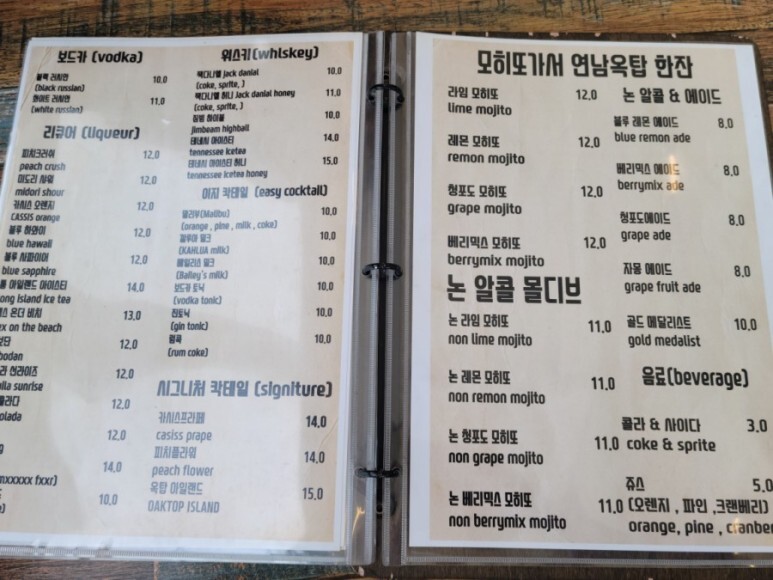 보드카 (vodka)
블랙 러시안 10.0
(black russian)
화이트 러시안 11.0
(white russian)
리큐어 (liqueur)
피치크러쉬 12.0
peach crush
미도리 샤워 12.0
midori shour
카시스 오렌지 12.0
CASSIS orange
블루 하와이 12.0
blue hawaii
블루 사파이어 12.0
blue sapphire
롱 아일랜드 아이스티 14.0
ong island ice tea
스 온더 비치 13.0
ex on the beach
12.0
odan
라 선라이즈 12.0
uila sunrise
라다 12.0
olada
12.0
g
14.0
mxxxxx fxxr)
10.0
위스키(whiskey)
잭다니엘 jack danial 10.0
(coke, sprite, )
잭다니엘 허니 Jack danial honey 11.0
(coke, sprite, )
짐빔 하이볼 10.0
jimbeam highball
테네시 아이스티 14.0
tennessee icetea
테네시 아이스티 허니 15.0
tennessee icetea honey
이지 칵테일 (easy cocktail)
말리부(Malibu) 10.0
(orange , pine , milk , coke)
깔루아 밀크 10.0
(KAHLUA milk)
베일리스 밀크 10.0
(Bailey's milk)
보드카 토닉 10.0
(vodka tonic)
진토닉 10.0
(gin tonic)
럼콕 10.0
(rum coke)
시그니처 칵테일 (signiture)
카시스프라페 14.0
casiss prape
피치플라워 14.0
peach flower
옥탑 아일랜드 15.0
OAKTOP ISLAND
모히또가서 연남옥탑 한잔
라임 모히또 12.0
lime mojito
레몬 모히또 12.0
remon mojito
청포도 모히또 12.0
grape mojito
베리믹스 모히또 12.0
berrymix mojito
논 알콜 몰디브
논 라임 모히또 11.0
non lime mojito
논 레몬 모히또 11.0
non remon mojito
논 청포도 모히또 11.0
non grape mojito
논 베리믹스 모히또 11.0
non berrymix mojito
논 알콜 & 에이드
블루 레몬 에이드 8.0
blue remon ade
베리믹스 에이드 8.0
berrymix ade
청포도에이드 8.0
grape ade
자몽 에이드 8.0
grape fruit ade
골드 메달리스트 10.0
gold medalist
음료(beverage)
콜라 & 사이다 3.0
coke & sprite
쥬스 5.0
(오렌지 , 파인 ,크랜베리)
orange, pine , cranber